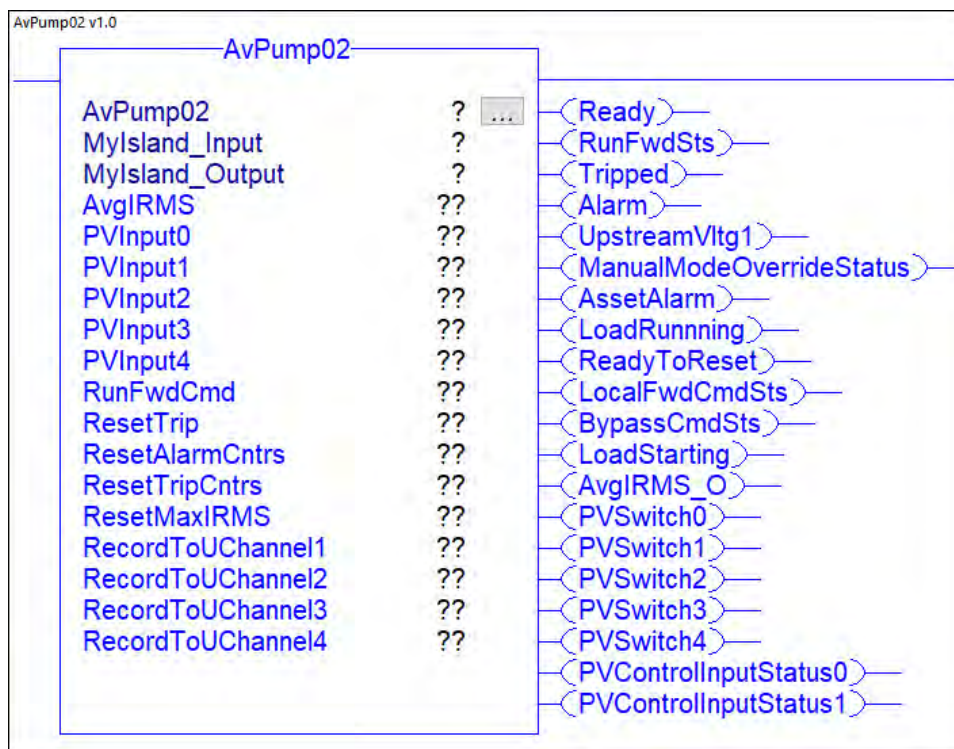 AvPump02 v1.0
AvPump02
AvPump02 ? ... Ready
MyIsland_Input ? RunFwdSts
MyIsland_Output ? Tripped
AvgIRMS ?? Alarm
PVInput0 ?? UpstreamVltg1
PVInput1 ?? ManualModeOverrideStatus
PVInput2 ?? AssetAlarm
PVInput3 ?? LoadRunnning
PVInput4 ?? ReadyToReset
RunFwdCmd ?? LocalFwdCmdSts
ResetTrip ?? BypassCmdSts
ResetAlarmCntrs ?? LoadStarting
ResetTripCntrs ?? AvgIRMS_O
ResetMaxIRMS ?? PVSwitch0
RecordToUChannel1 ?? PVSwitch1
RecordToUChannel2 ?? PVSwitch2
RecordToUChannel3 ?? PVSwitch3
RecordToUChannel4 ?? PVSwitch4
PVControlInputStatus0
PVControlInputStatus1